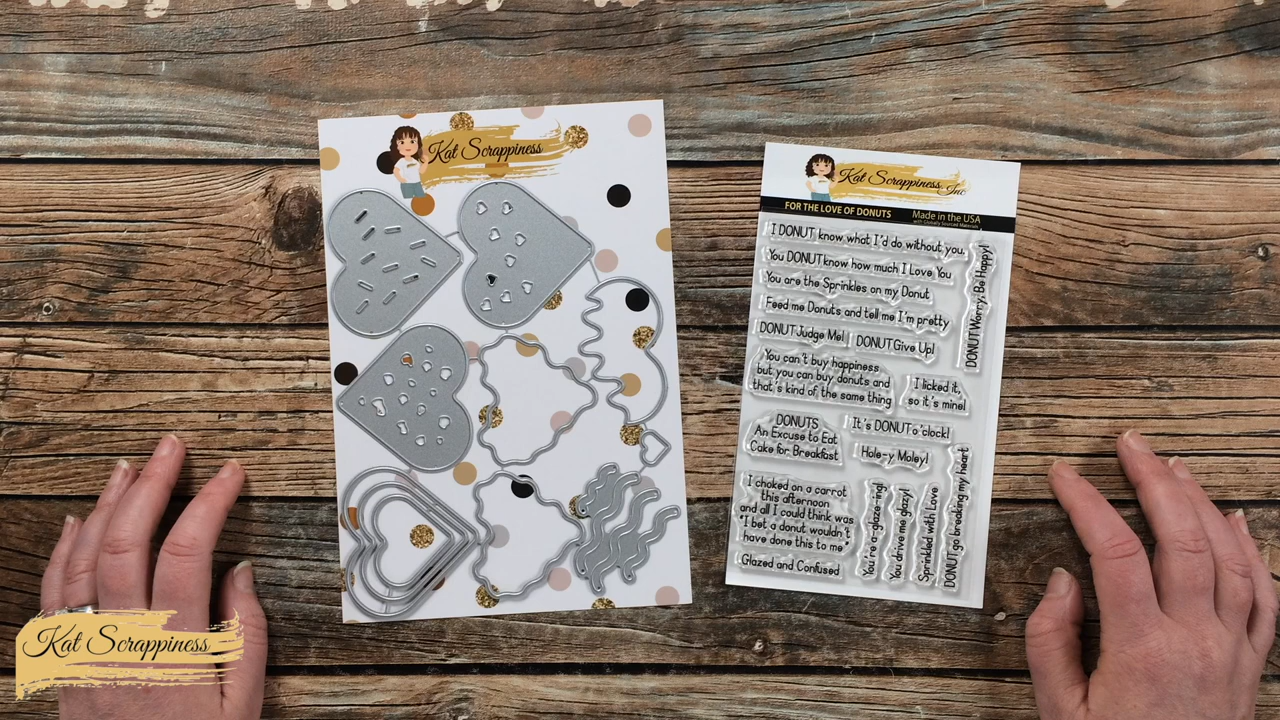 Kat Scrappiness
Kat Scrappiness Inc
FOR THE LOVE OF DONUTS
Made in the USA
with Globally Sourced Materials
I DONUT know what I'd do without you.
You DONUT know how much I Love You
You are the Sprinkles on my Donut
Feed me Donuts and tell me I'm pretty
DONUT Judge Me!
DONUT Give Up!
DONUT Worry, Be Happy!
You can't buy happiness
but you can buy donuts and
that's kind of the same thing
I licked it,
so it's mine!
DONUTS
An Excuse to Eat
Cake for Breakfast
It's DONUT o'clock!
Hole-y Moley!
I choked on a carrot
this afternoon
and all I could think was
"I bet a donut wouldn't
have done this to me"
Glazed and Confused
You're a-glaze-ing!
You drive me glazy!
Sprinkled with Love
DONUT go breaking my heart
Kat Scrappiness